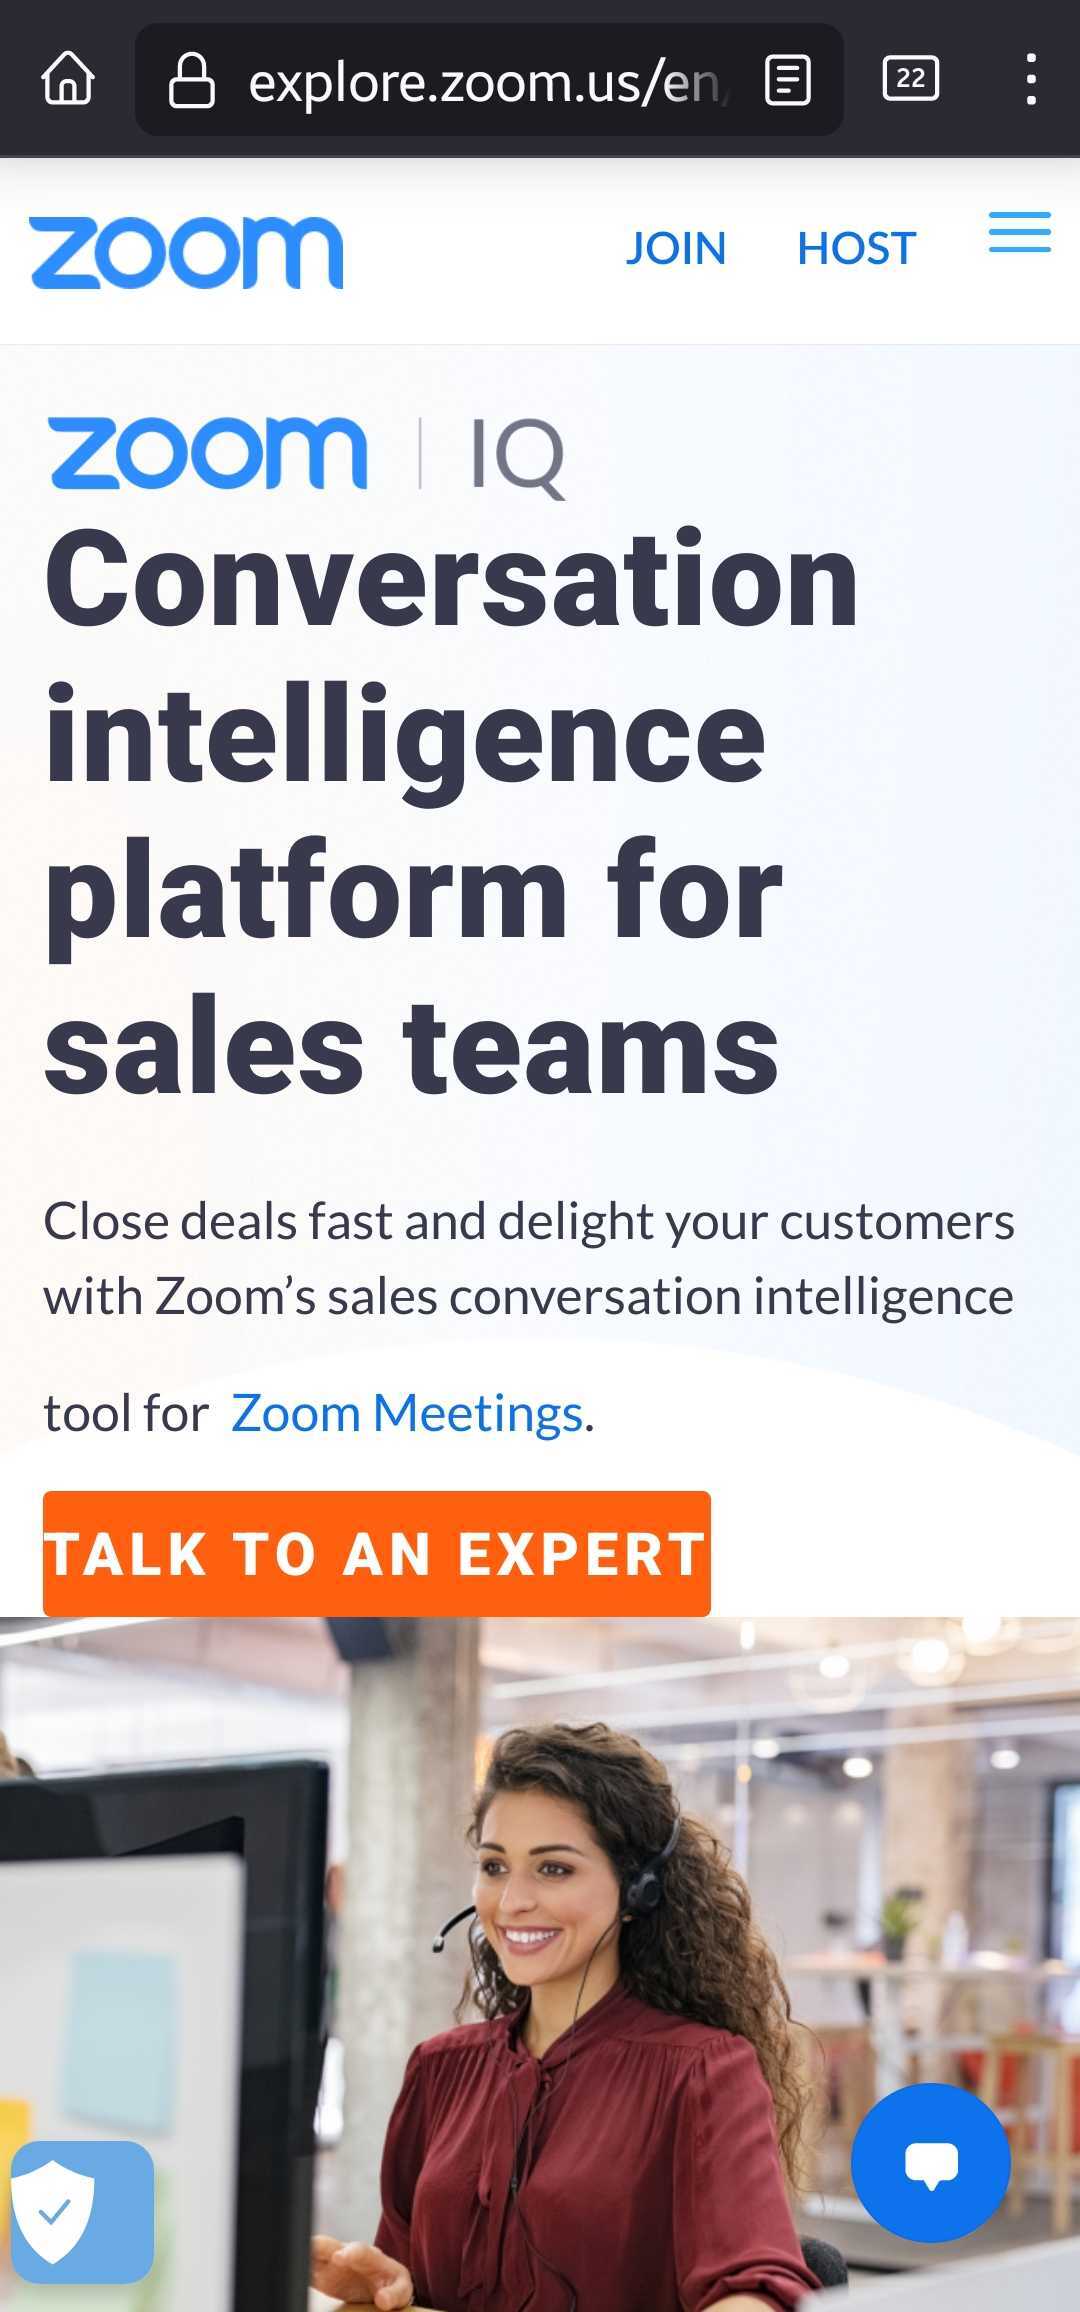 explore.zoom.us/en
22
zoom
JOIN
HOST
zoom | IQ
Conversation
intelligence
platform for
sales teams
Close deals fast and delight your customers
with Zoom’s sales conversation intelligence
tool for Zoom Meetings.
TALK TO AN EXPERT